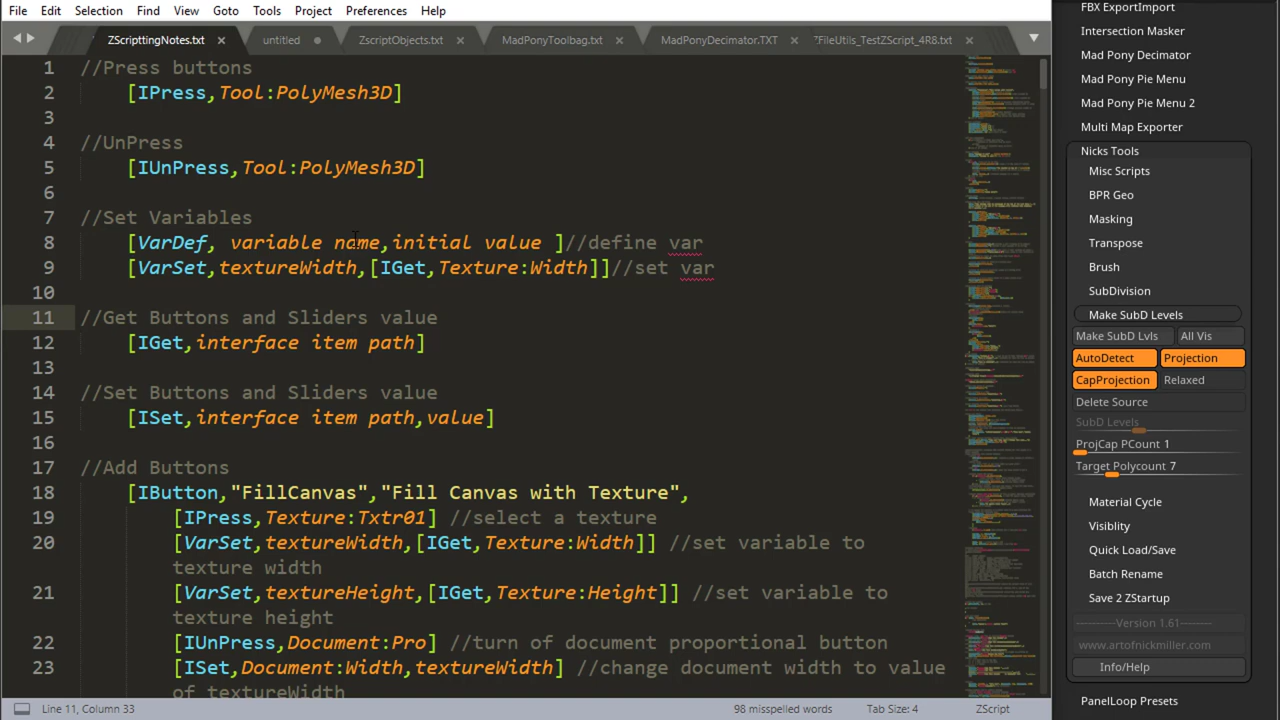 File Edit Selection Find View Goto Tools Project Preferences Help
ZScripttingNotes.txt untitled ZscriptObjects.txt MadPonyToolbag.txt MadPonyDecimator.TXT ?FileUtils_TestZScript_4R8.txt
1 //Press buttons
2 [IPress,Tool:PolyMesh3D]
3
4 //UnPress
5 [IUnPress,Tool:PolyMesh3D]
6
7 //Set Variables
8 [VarDef, variable name,initial value ]//define var
9 [VarSet,textureWidth,[IGet,Texture:Width]]//set var
10
11 //Get Buttons and Sliders value
12 [IGet,interface item path]
13
14 //Set Buttons and Sliders value
15 [ISet,interface item path,value]
16
17 //Add Buttons
18 [IButton,"FillCanvas","Fill Canvas with Texture",
19 [IPress,Texture:Txtr01] //select a texture
20 [VarSet,textureWidth,[IGet,Texture:Width]] //set variable to
texture width
21 [VarSet,textureHeight,[IGet,Texture:Height]] //set variable to
texture height
22 [IUnPress,Document:Pro] //turn of document proportional button
23 [ISet,Document:Width,textureWidth] //change document width to value
of textureWidth
Line 11, Column 33 98 misspelled words Tab Size: 4 ZScript
FBX ExportImport
Intersection Masker
Mad Pony Decimator
Mad Pony Pie Menu
Mad Pony Pie Menu 2
Multi Map Exporter
Nicks Tools
Misc Scripts
BPR Geo
Masking
Transpose
Brush
SubDivision
Make SubD Levels
Make SubD Lvls All Vis
AutoDetect Projection
CapProjection Relaxed
Delete Source
SubD Levels
ProjCap PCount 1
Target Polycount 7
Material Cycle
Visiblity
Quick Load/Save
Batch Rename
Save 2 ZStartup
--------Version 1.61-------
www.artofnickmiller.com
Info/Help
PanelLoop Presets